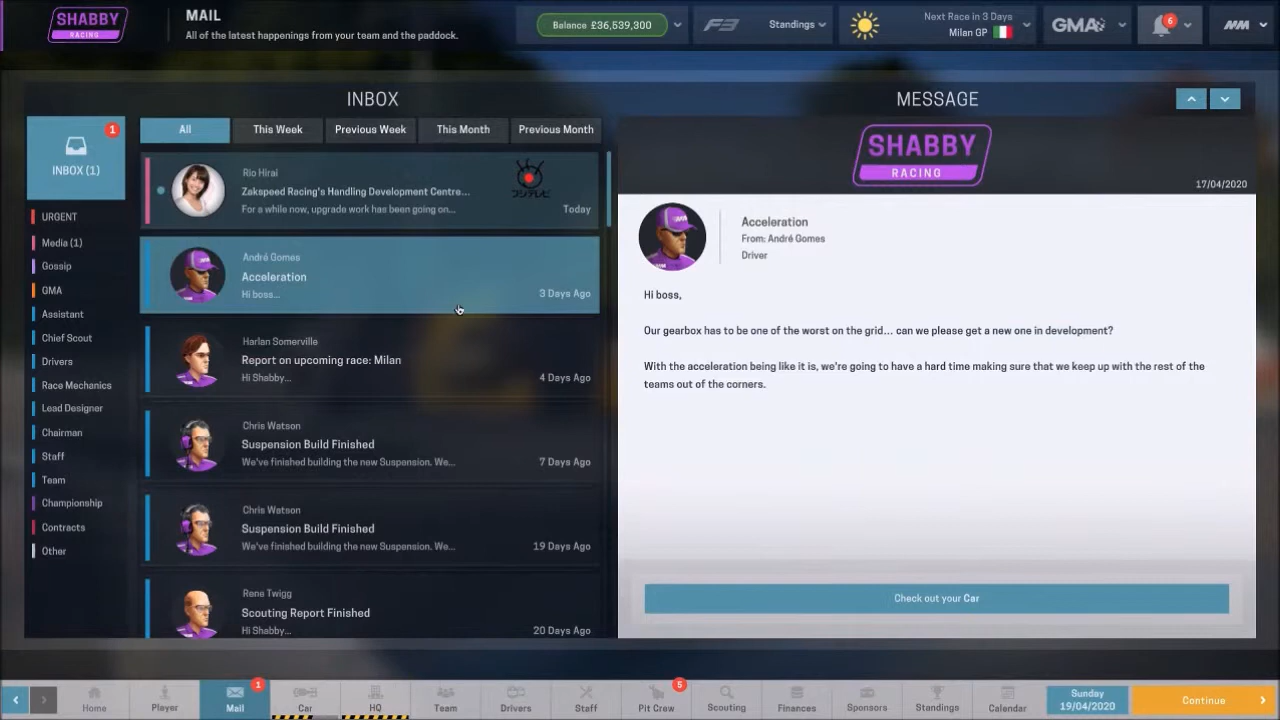 SHABBY
RACING
MAIL
All of the latest happenings from your team and the paddock.
Balance £36,539,300
F3
Standings
Next Race in 3 Days
Milan GP
GMA
6
INBOX
MESSAGE
1
INBOX (1)
URGENT
Media (1)
Gossip
GMA
Assistant
Chief Scout
Drivers
Race Mechanics
Lead Designer
Chairman
Staff
Team
Championship
Contracts
Other
All
This Week
Previous Week
This Month
Previous Month
Rio Hirai
Zakspeed Racing's Handling Development Centre...
For a while now, upgrade work has been going on...
フジテレビ
Today
André Gomes
Acceleration
Hi boss...
3 Days Ago
Harlan Somerville
Report on upcoming race: Milan
Hi Shabby...
4 Days Ago
Chris Watson
Suspension Build Finished
We've finished building the new Suspension. We...
7 Days Ago
Chris Watson
Suspension Build Finished
We've finished building the new Suspension. We...
19 Days Ago
Rene Twigg
Scouting Report Finished
Hi Shabby...
20 Days Ago
SHABBY
RACING
17/04/2020
Acceleration
From: André Gomes
Driver
Hi boss,
Our gearbox has to be one of the worst on the grid... can we please get a new one in development?
With the acceleration being like it is, we're going to have a hard time making sure that we keep up with the rest of the
teams out of the corners.
Check out your Car
Home
Player
Mail
1
Car
HQ
Team
Drivers
Staff
Pit Crew
5
Scouting
Finances
Sponsors
Standings
Calendar
Sunday
19/04/2020
Continue